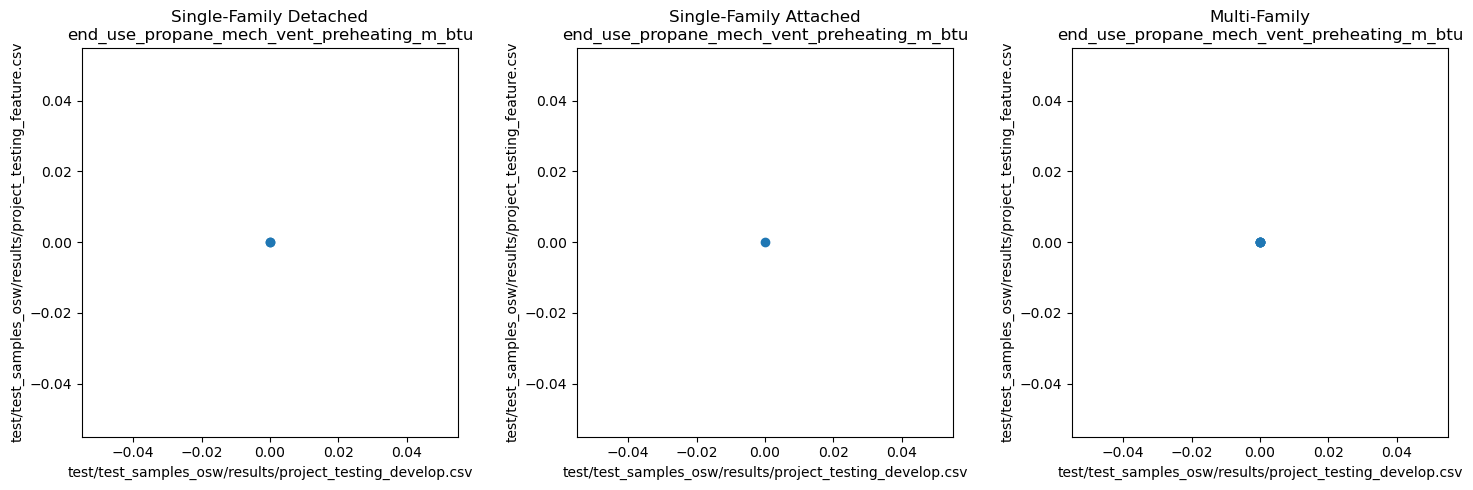 Single-Family Detached
end_use_propane_mech_vent_preheating_m_btu
test/test_samples_osw/results/project_testing_feature.csv
0.04
0.02
0.00
−0.02
−0.04
−0.04
−0.02
0.00
0.02
0.04
test/test_samples_osw/results/project_testing_develop.csv
Single-Family Attached
end_use_propane_mech_vent_preheating_m_btu
test/test_samples_osw/results/project_testing_feature.csv
0.04
0.02
0.00
−0.02
−0.04
−0.04
−0.02
0.00
0.02
0.04
test/test_samples_osw/results/project_testing_develop.csv
Multi-Family
end_use_propane_mech_vent_preheating_m_btu
test/test_samples_osw/results/project_testing_feature.csv
0.04
0.02
0.00
−0.02
−0.04
−0.04
−0.02
0.00
0.02
0.04
test/test_samples_osw/results/project_testing_develop.csv